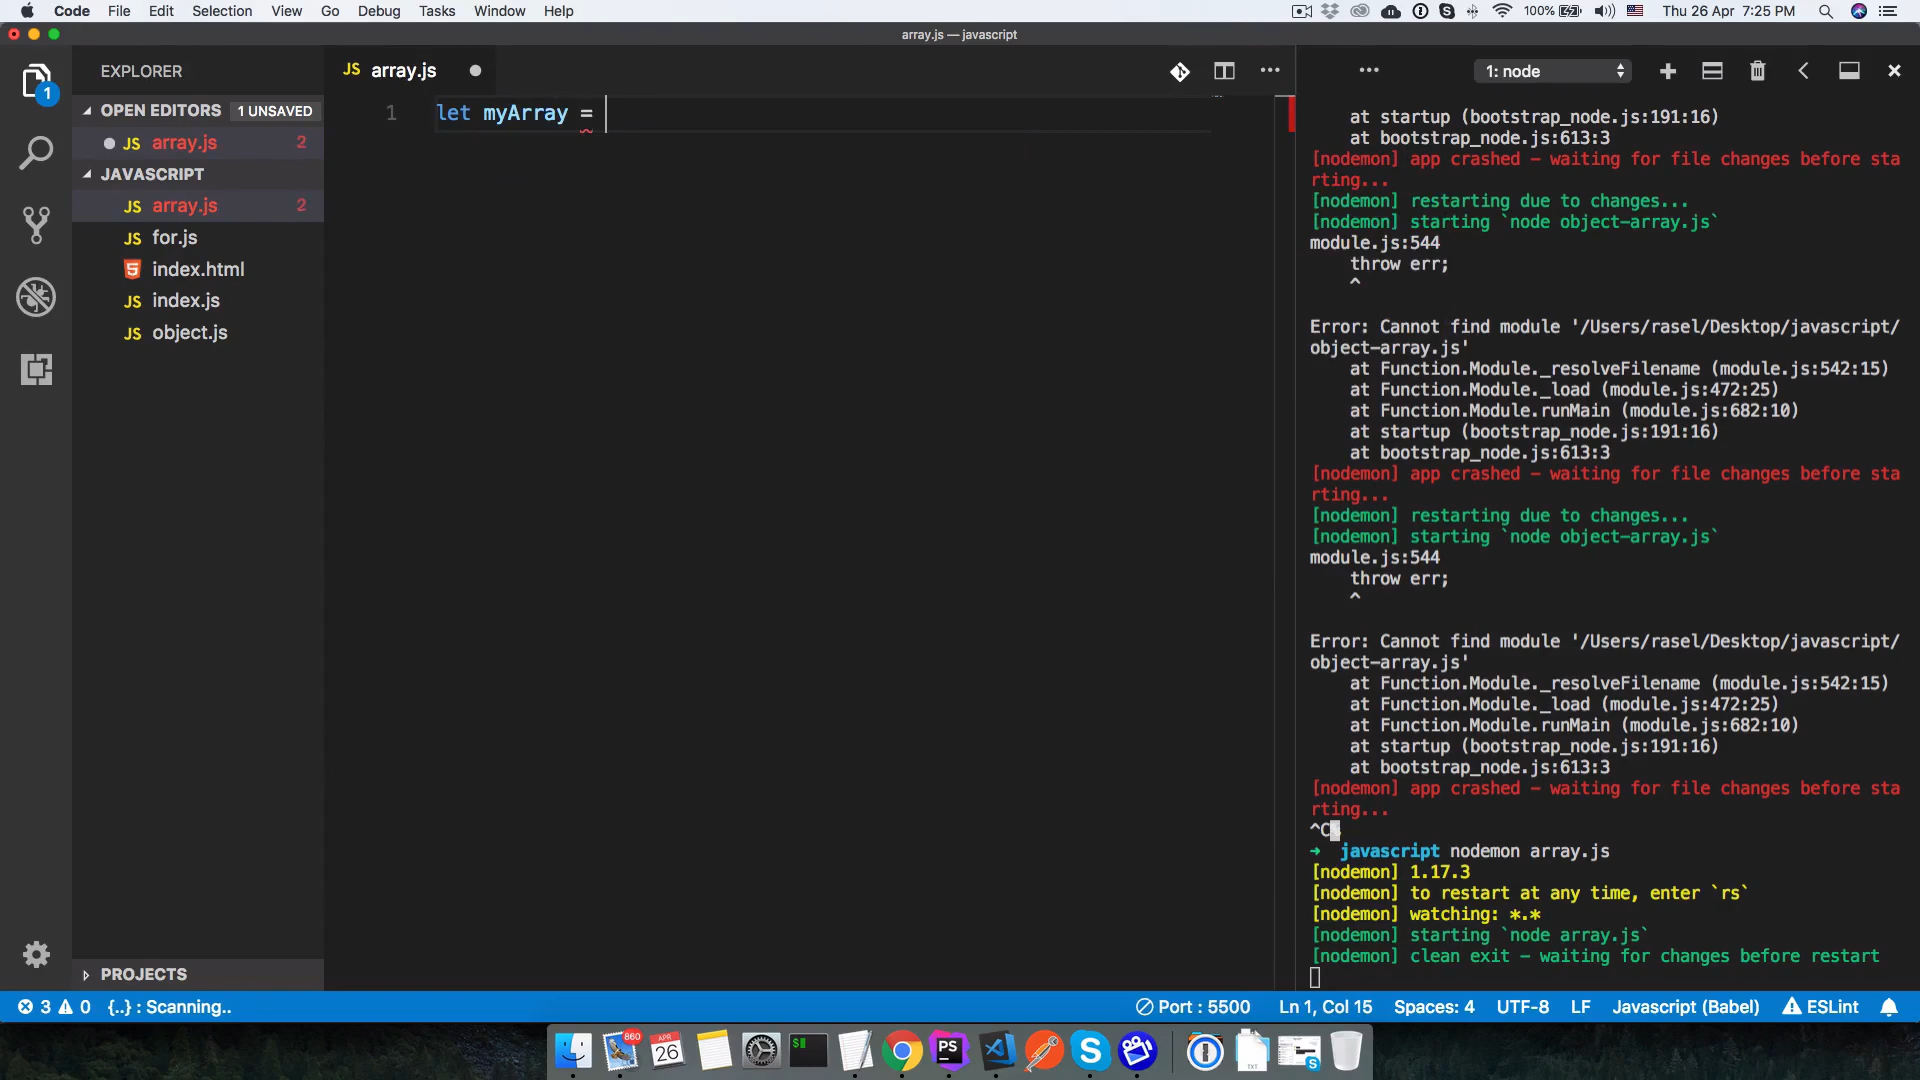 Code File Edit Selection View Go Debug Tasks Window Help
100% Thu 26 Apr 7:25 PM
array.js — javascript
EXPLORER
OPEN EDITORS 1 UNSAVED
JS array.js 2
JAVASCRIPT
JS array.js 2
JS for.js
index.html
JS index.js
JS object.js
PROJECTS
1
JS array.js
1 let myArray =
1: node
at startup (bootstrap_node.js:191:16)
at bootstrap_node.js:613:3
[nodemon] app crashed - waiting for file changes before sta
rting...
[nodemon] restarting due to changes...
[nodemon] starting `node object-array.js`
module.js:544
throw err;
^
Error: Cannot find module '/Users/rasel/Desktop/javascript/
object-array.js'
at Function.Module._resolveFilename (module.js:542:15)
at Function.Module._load (module.js:472:25)
at Function.Module.runMain (module.js:682:10)
at startup (bootstrap_node.js:191:16)
at bootstrap_node.js:613:3
[nodemon] app crashed - waiting for file changes before sta
rting...
[nodemon] restarting due to changes...
[nodemon] starting `node object-array.js`
module.js:544
throw err;
^
Error: Cannot find module '/Users/rasel/Desktop/javascript/
object-array.js'
at Function.Module._resolveFilename (module.js:542:15)
at Function.Module._load (module.js:472:25)
at Function.Module.runMain (module.js:682:10)
at startup (bootstrap_node.js:191:16)
at bootstrap_node.js:613:3
[nodemon] app crashed - waiting for file changes before sta
rting...
^C%
➜ javascript nodemon array.js
[nodemon] 1.17.3
[nodemon] to restart at any time, enter `rs`
[nodemon] watching: *.*
[nodemon] starting `node array.js`
[nodemon] clean exit - waiting for changes before restart
3 0 {..} : Scanning.. Port : 5500 Ln 1, Col 15 Spaces: 4 UTF-8 LF Javascript (Babel) ESLint
860
APR
26
$
PS
S
TXT
S